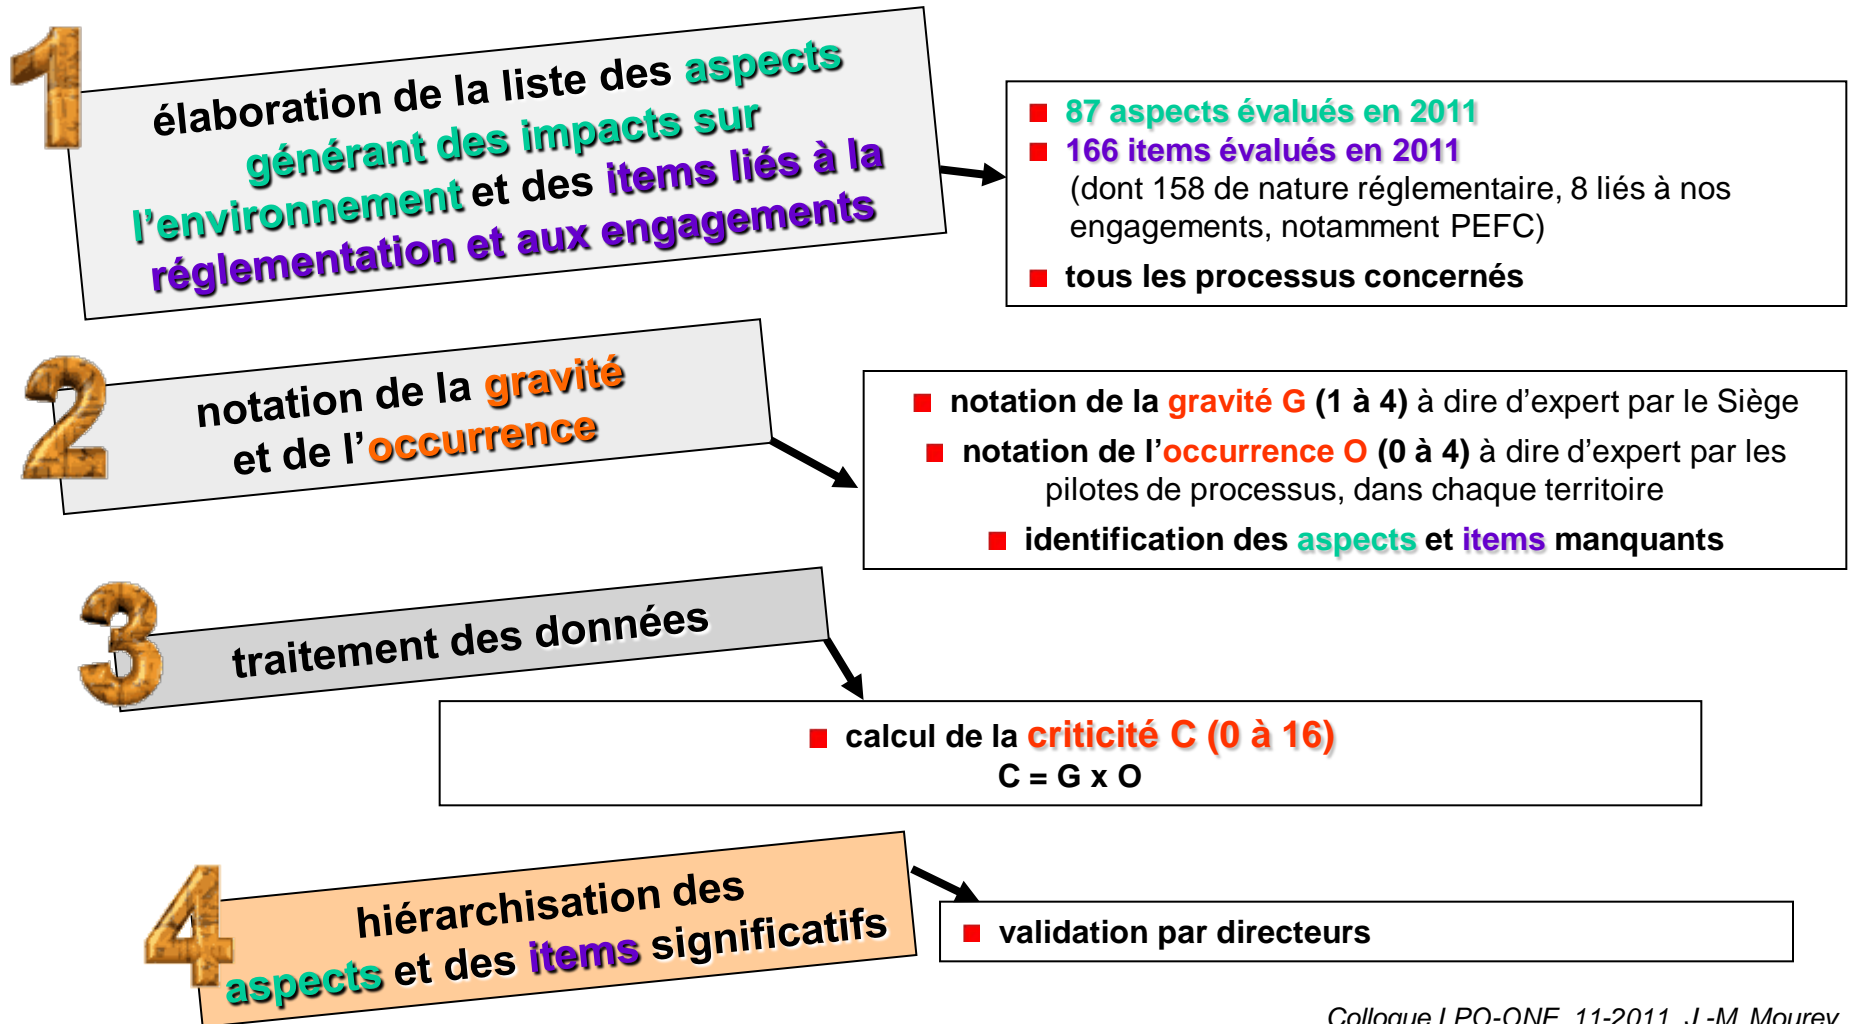 1
élaboration de la liste des aspects
générant des impacts sur
l'environnement et des items liés à la
réglementation et aux engagements
87 aspects évalués en 2011
166 items évalués en 2011
(dont 158 de nature réglementaire, 8 liés à nos
engagements, notamment PEFC)
tous les processus concernés
2
notation de la gravité
et de l'occurrence
notation de la gravité G (1 à 4) à dire d'expert par le Siège
notation de l'occurrence O (0 à 4) à dire d'expert par les
pilotes de processus, dans chaque territoire
identification des aspects et items manquants
3
traitement des données
calcul de la criticité C (0 à 16)
C = G x O
4
hiérarchisation des
aspects et des items significatifs
validation par directeurs
Colloque LPO-ONF, 11-2011, J.-M. Mourey